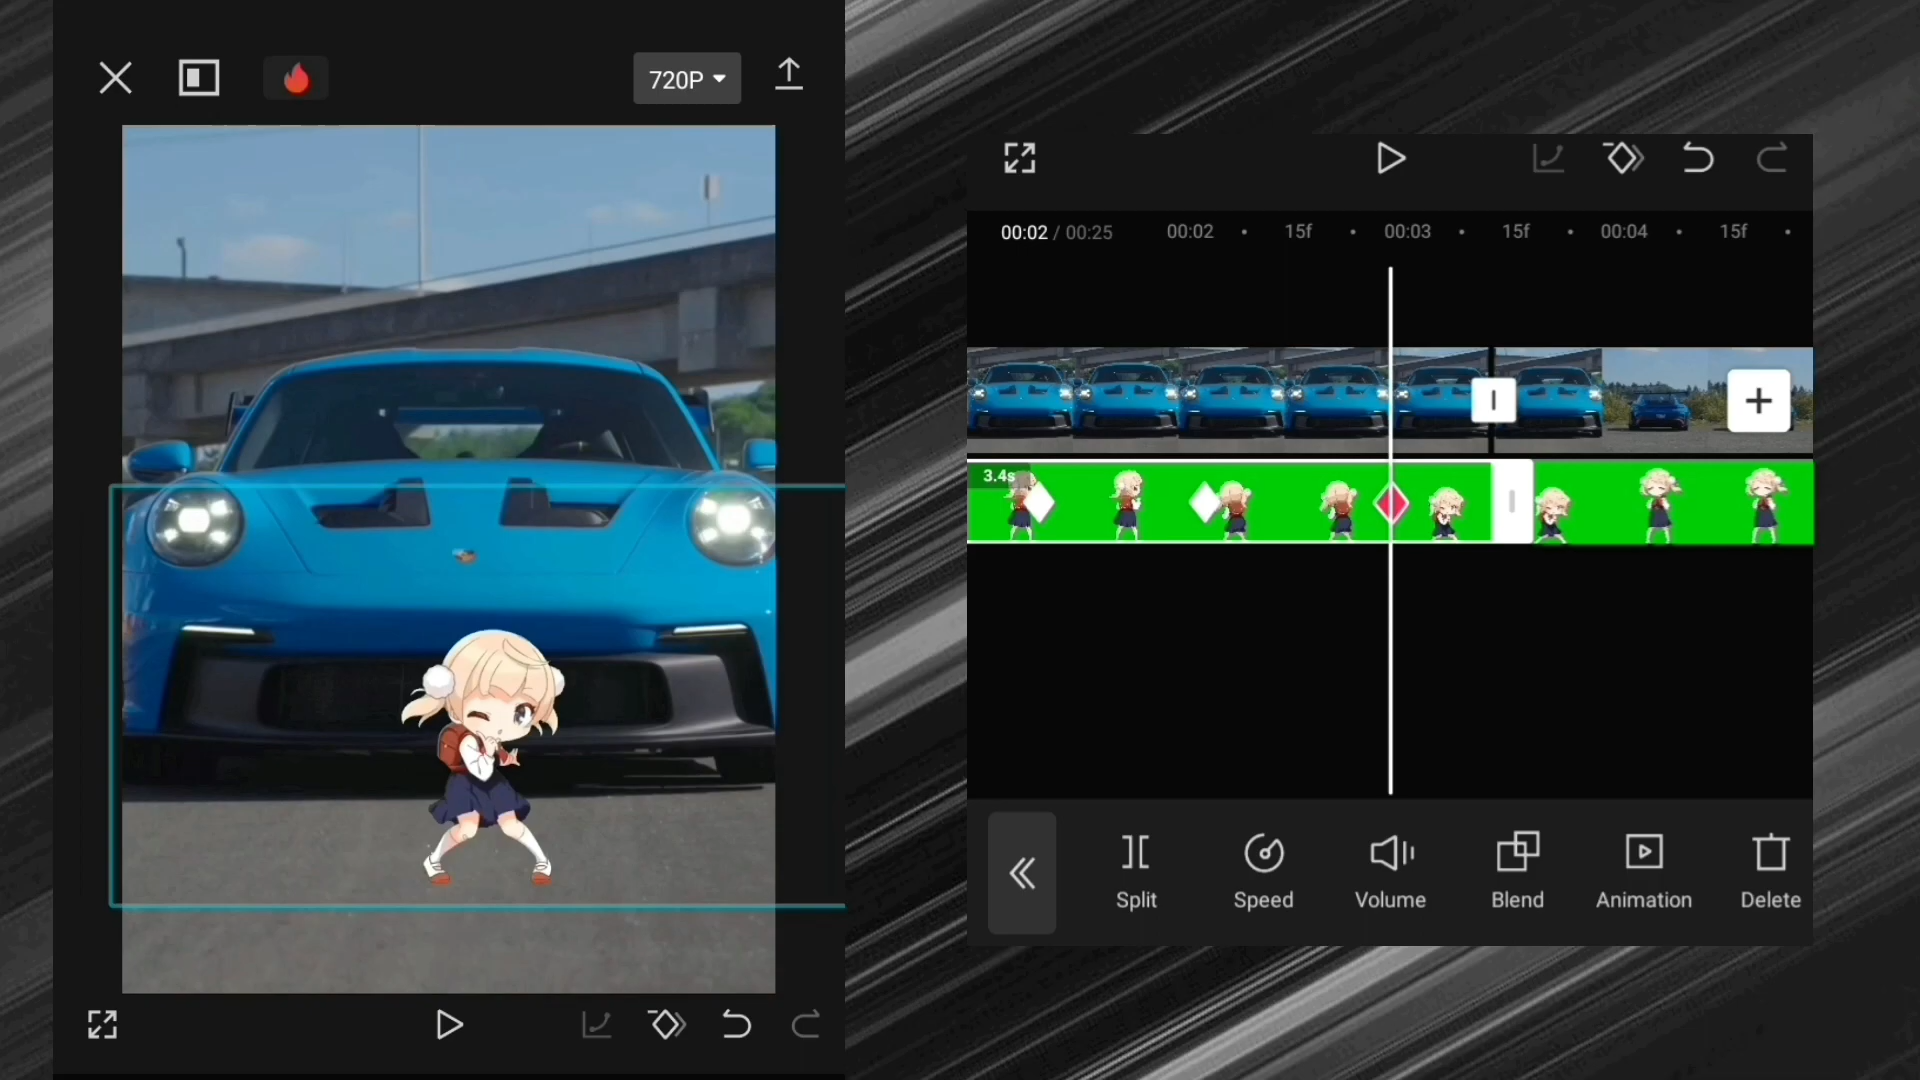 720P
00:02 / 00:25 00:02 15f 00:03 15f 00:04 15f
3.4s
Split Speed Volume Blend Animation Delete